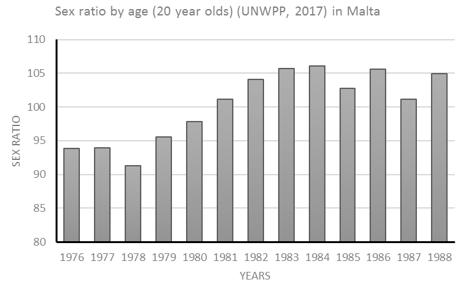 Sex ratio by age (20 year olds) (UNWPP, 2017) in Malta
110
105
100
95
90
85
80
SEX RATIO
1976 1977 1978 1979 1980 1981 1982 1983 1984 1985 1986 1987 1988
YEARS